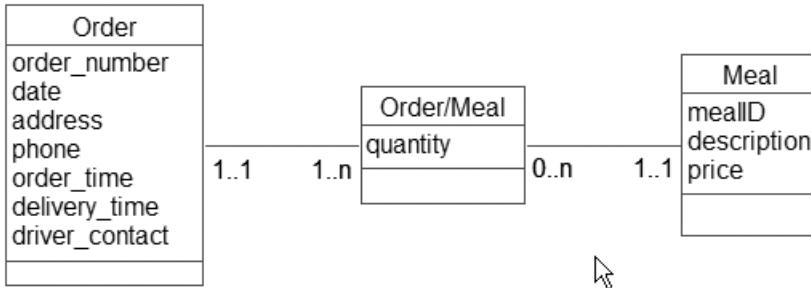 Order
order_number
date
address
phone
order_time
delivery_time
driver_contact
1..1
1..n
Order/Meal
quantity
0..n
1..1
Meal
mealID
description
price